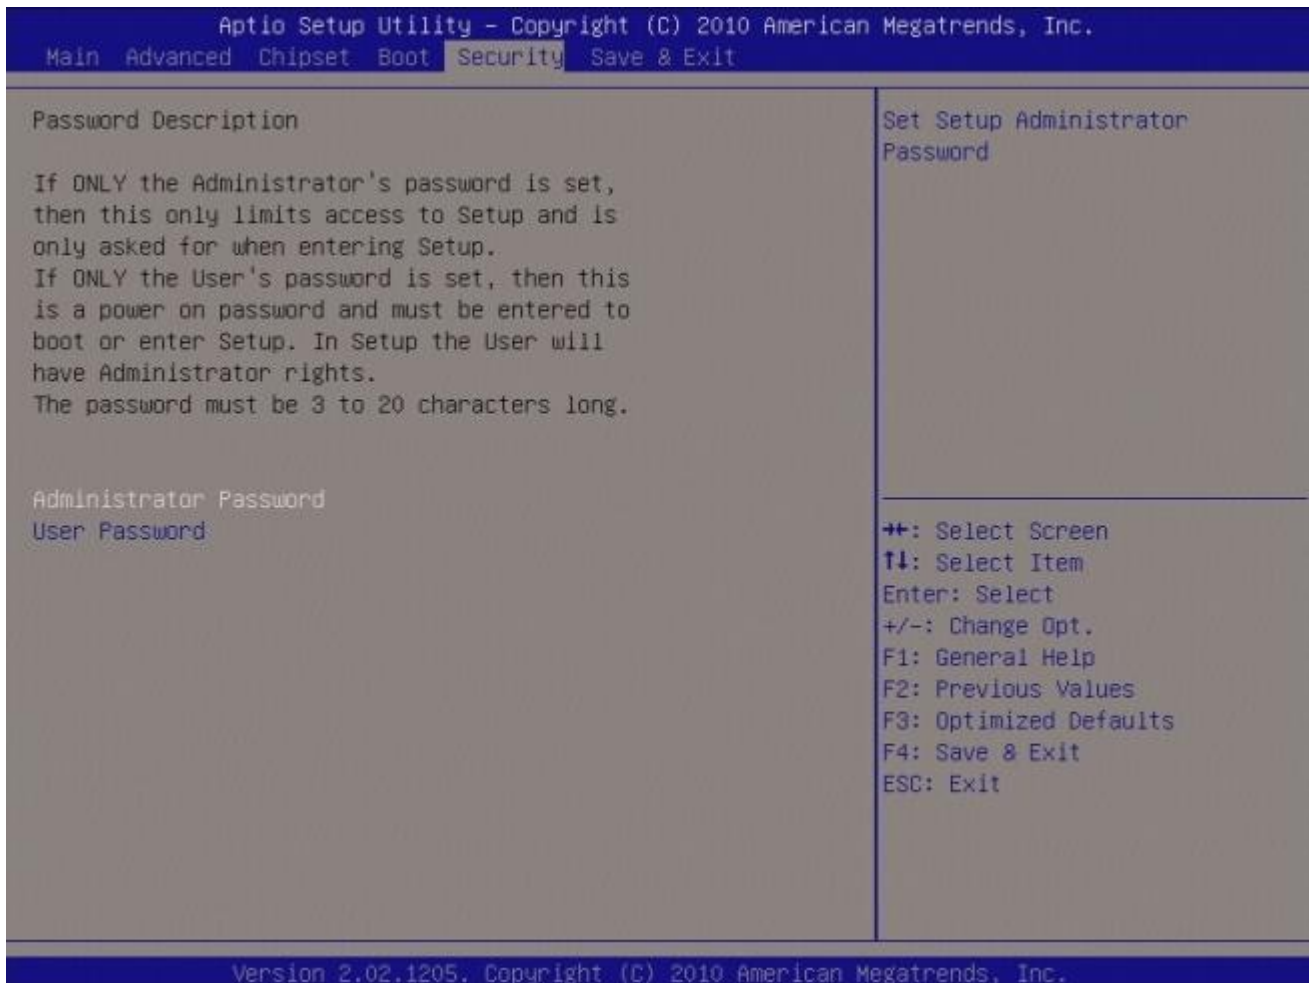 Aptio Setup Utility – Copyright (C) 2010 American Megatrends, Inc.
Main Advanced Chipset Boot Security Save & Exit
Password Description
If ONLY the Administrator's password is set,
then this only limits access to Setup and is
only asked for when entering Setup.
If ONLY the User's password is set, then this
is a power on password and must be entered to
boot or enter Setup. In Setup the User will
have Administrator rights.
The password must be 3 to 20 characters long.
Administrator Password
User Password
Set Setup Administrator
Password
→←: Select Screen
↑↓: Select Item
Enter: Select
+/-: Change Opt.
F1: General Help
F2: Previous Values
F3: Optimized Defaults
F4: Save & Exit
ESC: Exit
Version 2.02.1205. Copyright (C) 2010 American Megatrends, Inc.